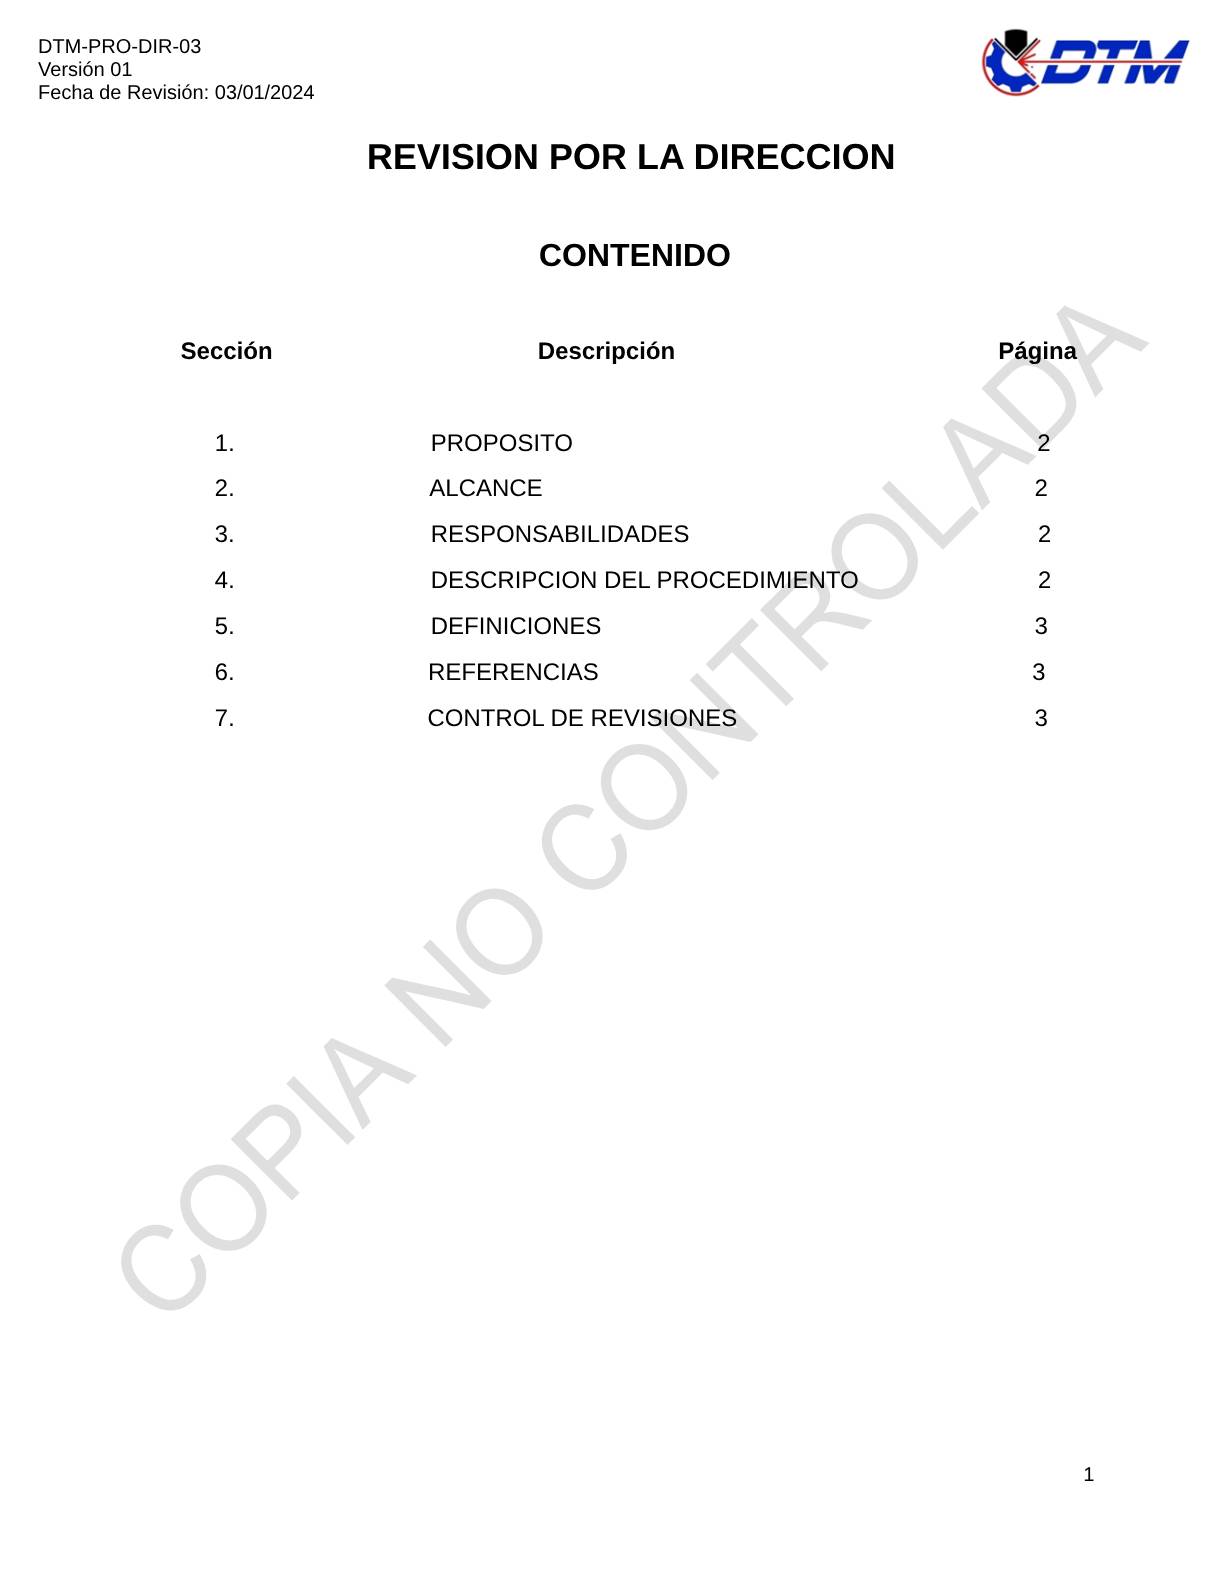 DTM-PRO-DIR-03
Versión 01
Fecha de Revisión: 03/01/2024
DTM
REVISION POR LA DIRECCION
CONTENIDO
Sección Descripción Página
1. PROPOSITO 2
2. ALCANCE 2
3. RESPONSABILIDADES 2
4. DESCRIPCION DEL PROCEDIMIENTO 2
5. DEFINICIONES 3
6. REFERENCIAS 3
7. CONTROL DE REVISIONES 3
COPIA NO CONTROLADA
1